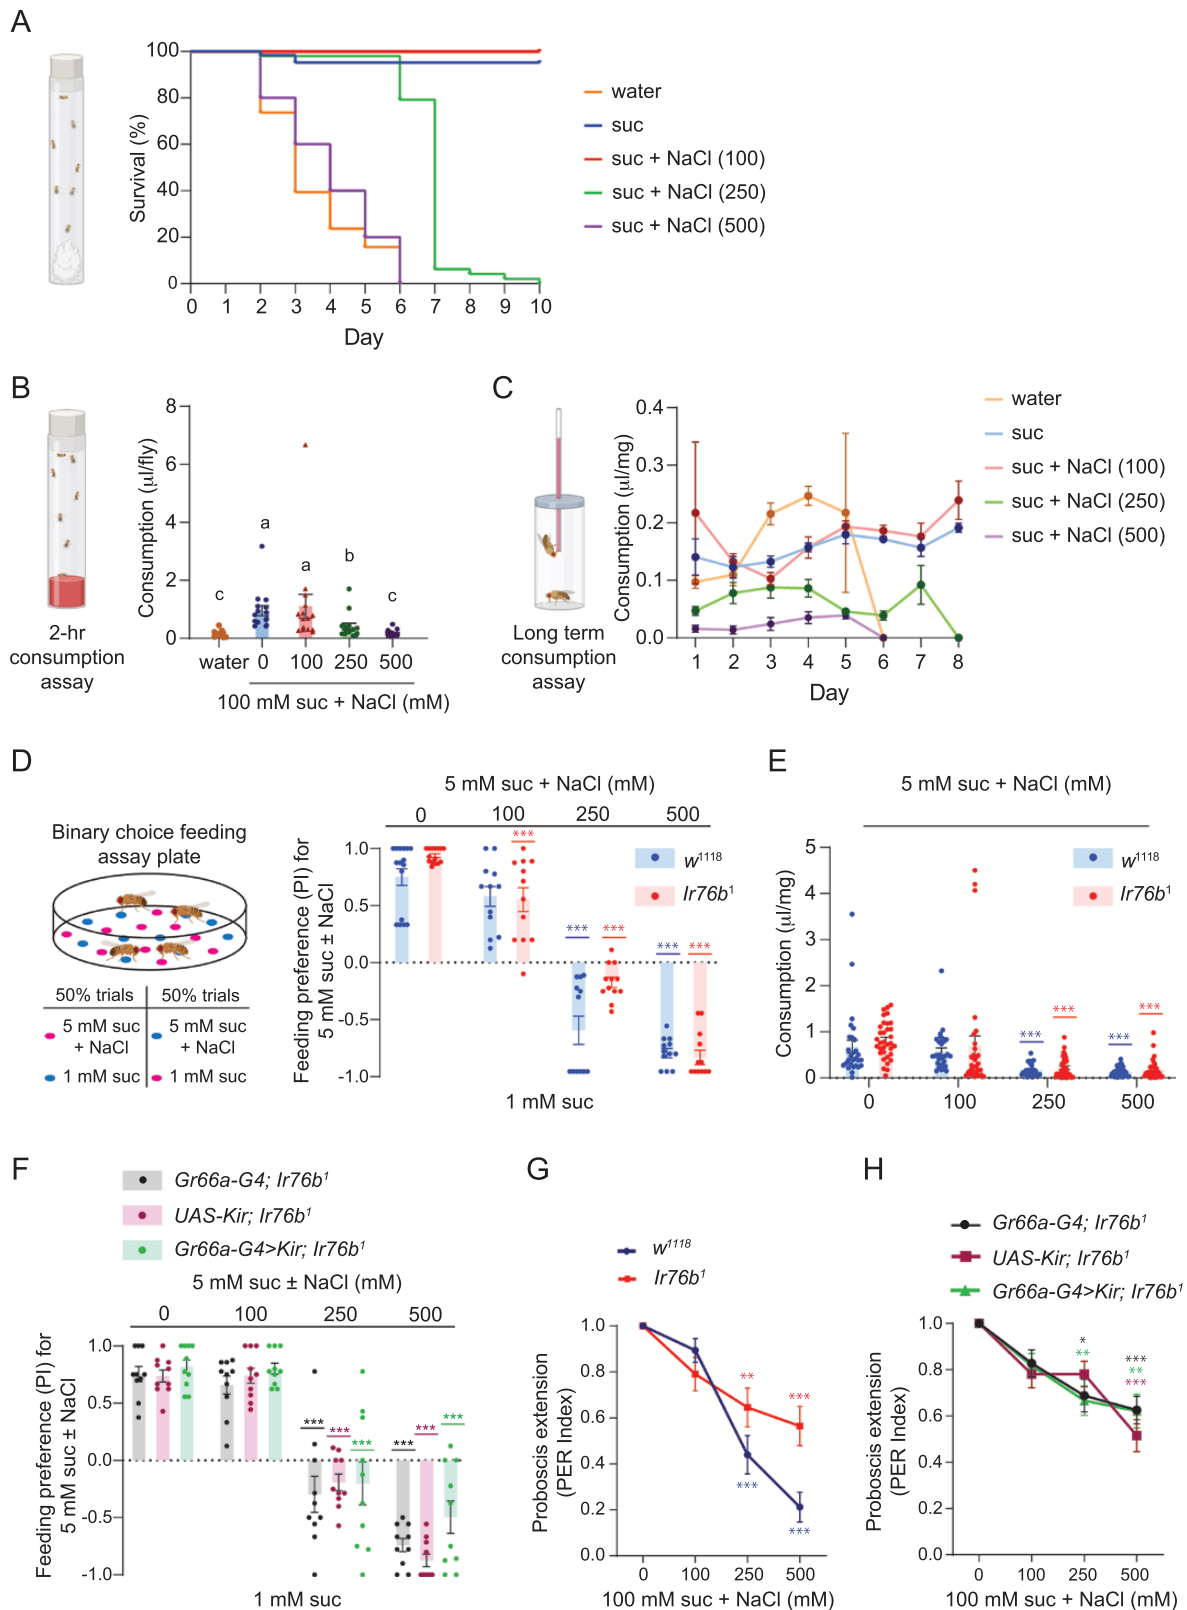 A
100
80
60
40
20
0
Survival (%)
0 1 2 3 4 5 6 7 8 9 10
Day
water
suc
suc + NaCl (100)
suc + NaCl (250)
suc + NaCl (500)
B
2-hr
consumption
assay
Consumption (µl/fly)
8
6
4
2
0
c
a
a
b
c
water 0 100 250 500
100 mM suc + NaCl (mM)
C
Long term
consumption
assay
Consumption (µl/mg)
0.4
0.3
0.2
0.1
0.0
1 2 3 4 5 6 7 8
Day
water
suc
suc + NaCl (100)
suc + NaCl (250)
suc + NaCl (500)
D
Binary choice feeding
assay plate
50% trials 50% trials
5 mM suc 5 mM suc
+ NaCl + NaCl
1 mM suc 1 mM suc
5 mM suc + NaCl (mM)
0 100 250 500
Feeding preference (PI) for
5 mM suc ± NaCl
1.0
0.5
0.0
-0.5
-1.0
***
*** ***
*** ***
w1118
Ir76b1
1 mM suc
E
5 mM suc + NaCl (mM)
Consumption (µl/mg)
5
4
3
2
1
0
w1118
Ir76b1
*** ***
*** ***
0 100 250 500
F
Gr66a-G4; Ir76b1
UAS-Kir; Ir76b1
Gr66a-G4>Kir; Ir76b1
5 mM suc ± NaCl (mM)
0 100 250 500
Feeding preference (PI) for
5 mM suc ± NaCl
1.0
0.5
0.0
-0.5
-1.0
*** *** ***
*** *** ***
1 mM suc
G
w1118
Ir76b1
Proboscis extension
(PER Index)
1.0
0.8
0.6
0.4
0.2
0.0
**
***
***
***
0 100 250 500
100 mM suc + NaCl (mM)
H
Gr66a-G4; Ir76b1
UAS-Kir; Ir76b1
Gr66a-G4>Kir; Ir76b1
Proboscis extension
(PER Index)
1.0
0.8
0.6
0.4
0.2
0.0
*
**
***
**
***
0 100 250 500
100 mM suc + NaCl (mM)